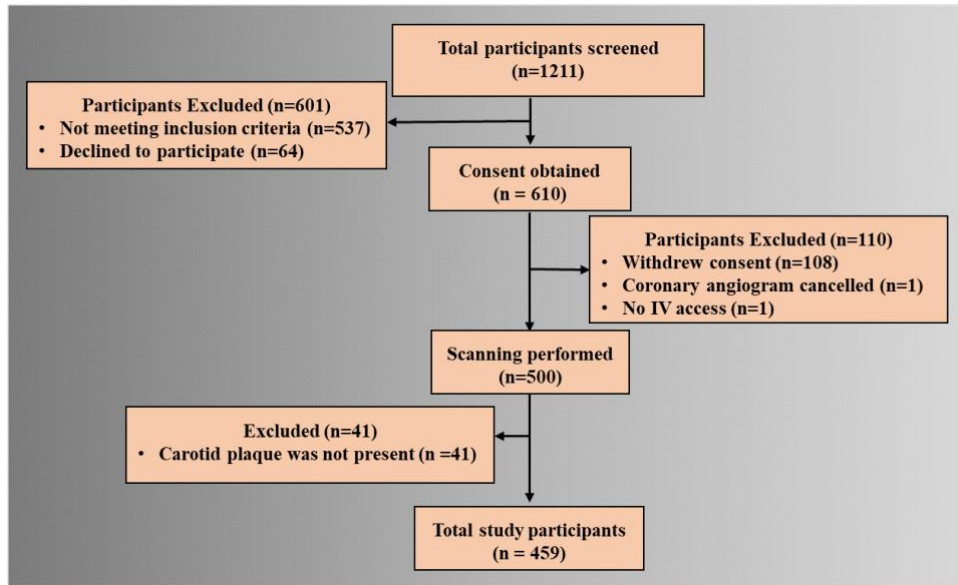 Total participants screened
(n=1211)
Participants Excluded (n=601)
• Not meeting inclusion criteria (n=537)
• Declined to participate (n=64)
Consent obtained
(n = 610)
Participants Excluded (n=110)
• Withdrew consent (n=108)
• Coronary angiogram cancelled (n=1)
• No IV access (n=1)
Scanning performed
(n=500)
Excluded (n=41)
• Carotid plaque was not present (n =41)
Total study participants
(n = 459)